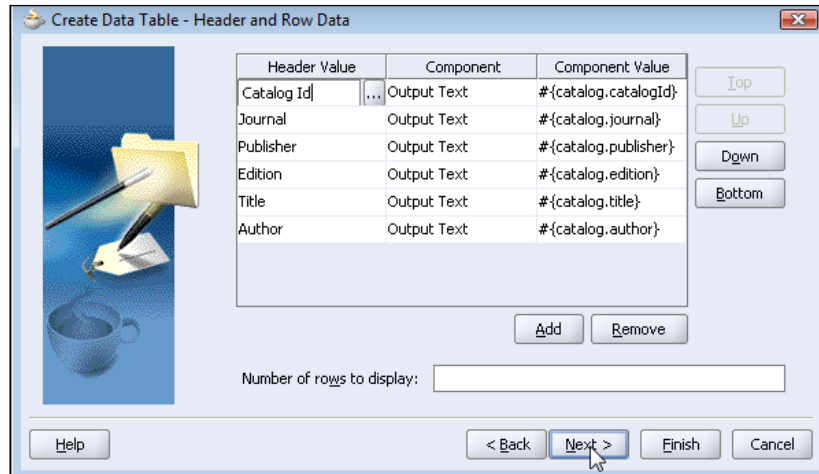 Create Data Table - Header and Row Data
Header Value Component Component Value
Catalog Id ... Output Text #{catalog.catalogId}
Journal Output Text #{catalog.journal}
Publisher Output Text #{catalog.publisher}
Edition Output Text #{catalog.edition}
Title Output Text #{catalog.title}
Author Output Text #{catalog.author}
Top
Up
Down
Bottom
Add Remove
Number of rows to display:
Help < Back Next > Finish Cancel